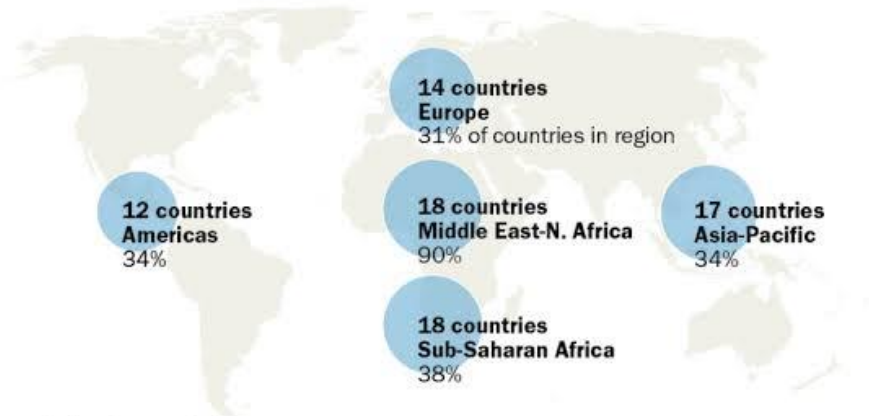 14 countries
Europe
31% of countries in region
12 countries
Americas
34%
18 countries
Middle East-N. Africa
90%
17 countries
Asia-Pacific
34%
18 countries
Sub-Saharan Africa
38%